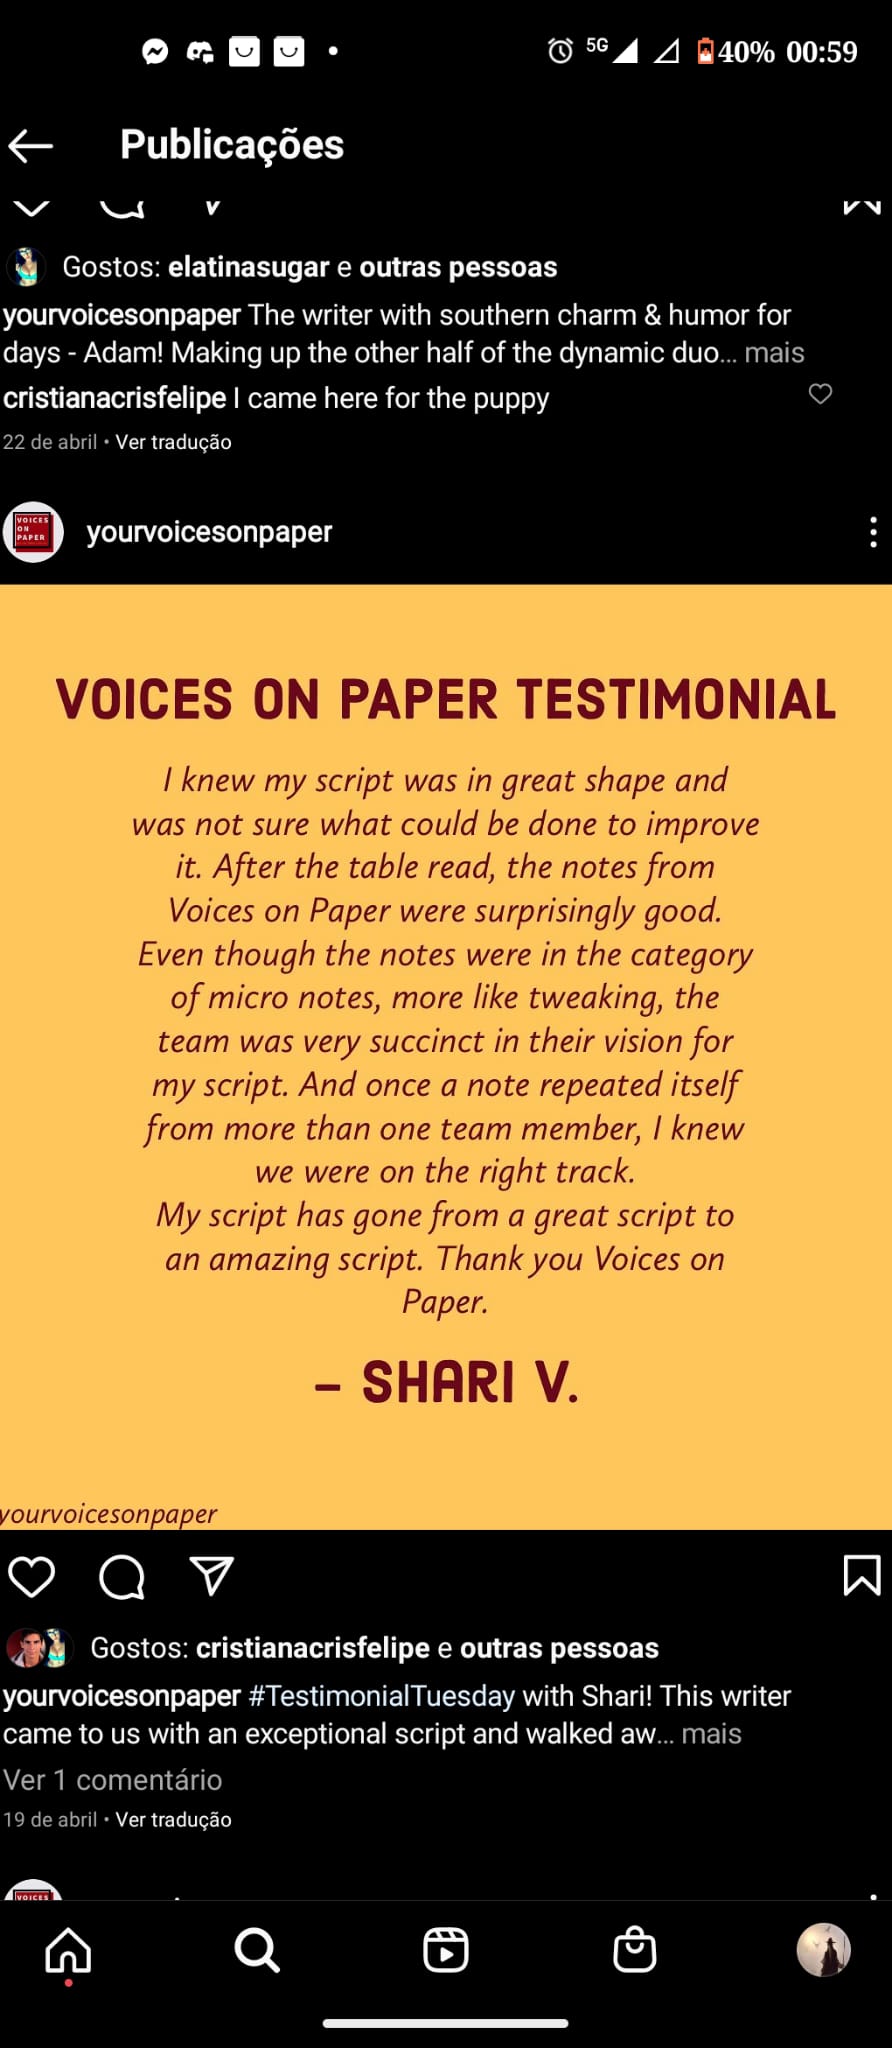 5G 40% 00:59
Publicações
Gostos: elatinasugar e outras pessoas
yourvoicesonpaper The writer with southern charm & humor for
days - Adam! Making up the other half of the dynamic duo... mais
cristianacrisfelipe I came here for the puppy
22 de abril • Ver tradução
VOICES
ON
PAPER
yourvoicesonpaper
VOICES ON PAPER TESTIMONIAL
I knew my script was in great shape and
was not sure what could be done to improve
it. After the table read, the notes from
Voices on Paper were surprisingly good.
Even though the notes were in the category
of micro notes, more like tweaking, the
team was very succinct in their vision for
my script. And once a note repeated itself
from more than one team member, I knew
we were on the right track.
My script has gone from a great script to
an amazing script. Thank you Voices on
Paper.
– SHARI V.
yourvoicesonpaper
Gostos: cristianacrisfelipe e outras pessoas
yourvoicesonpaper #TestimonialTuesday with Shari! This writer
came to us with an exceptional script and walked aw... mais
Ver 1 comentário
19 de abril • Ver tradução
VOICES